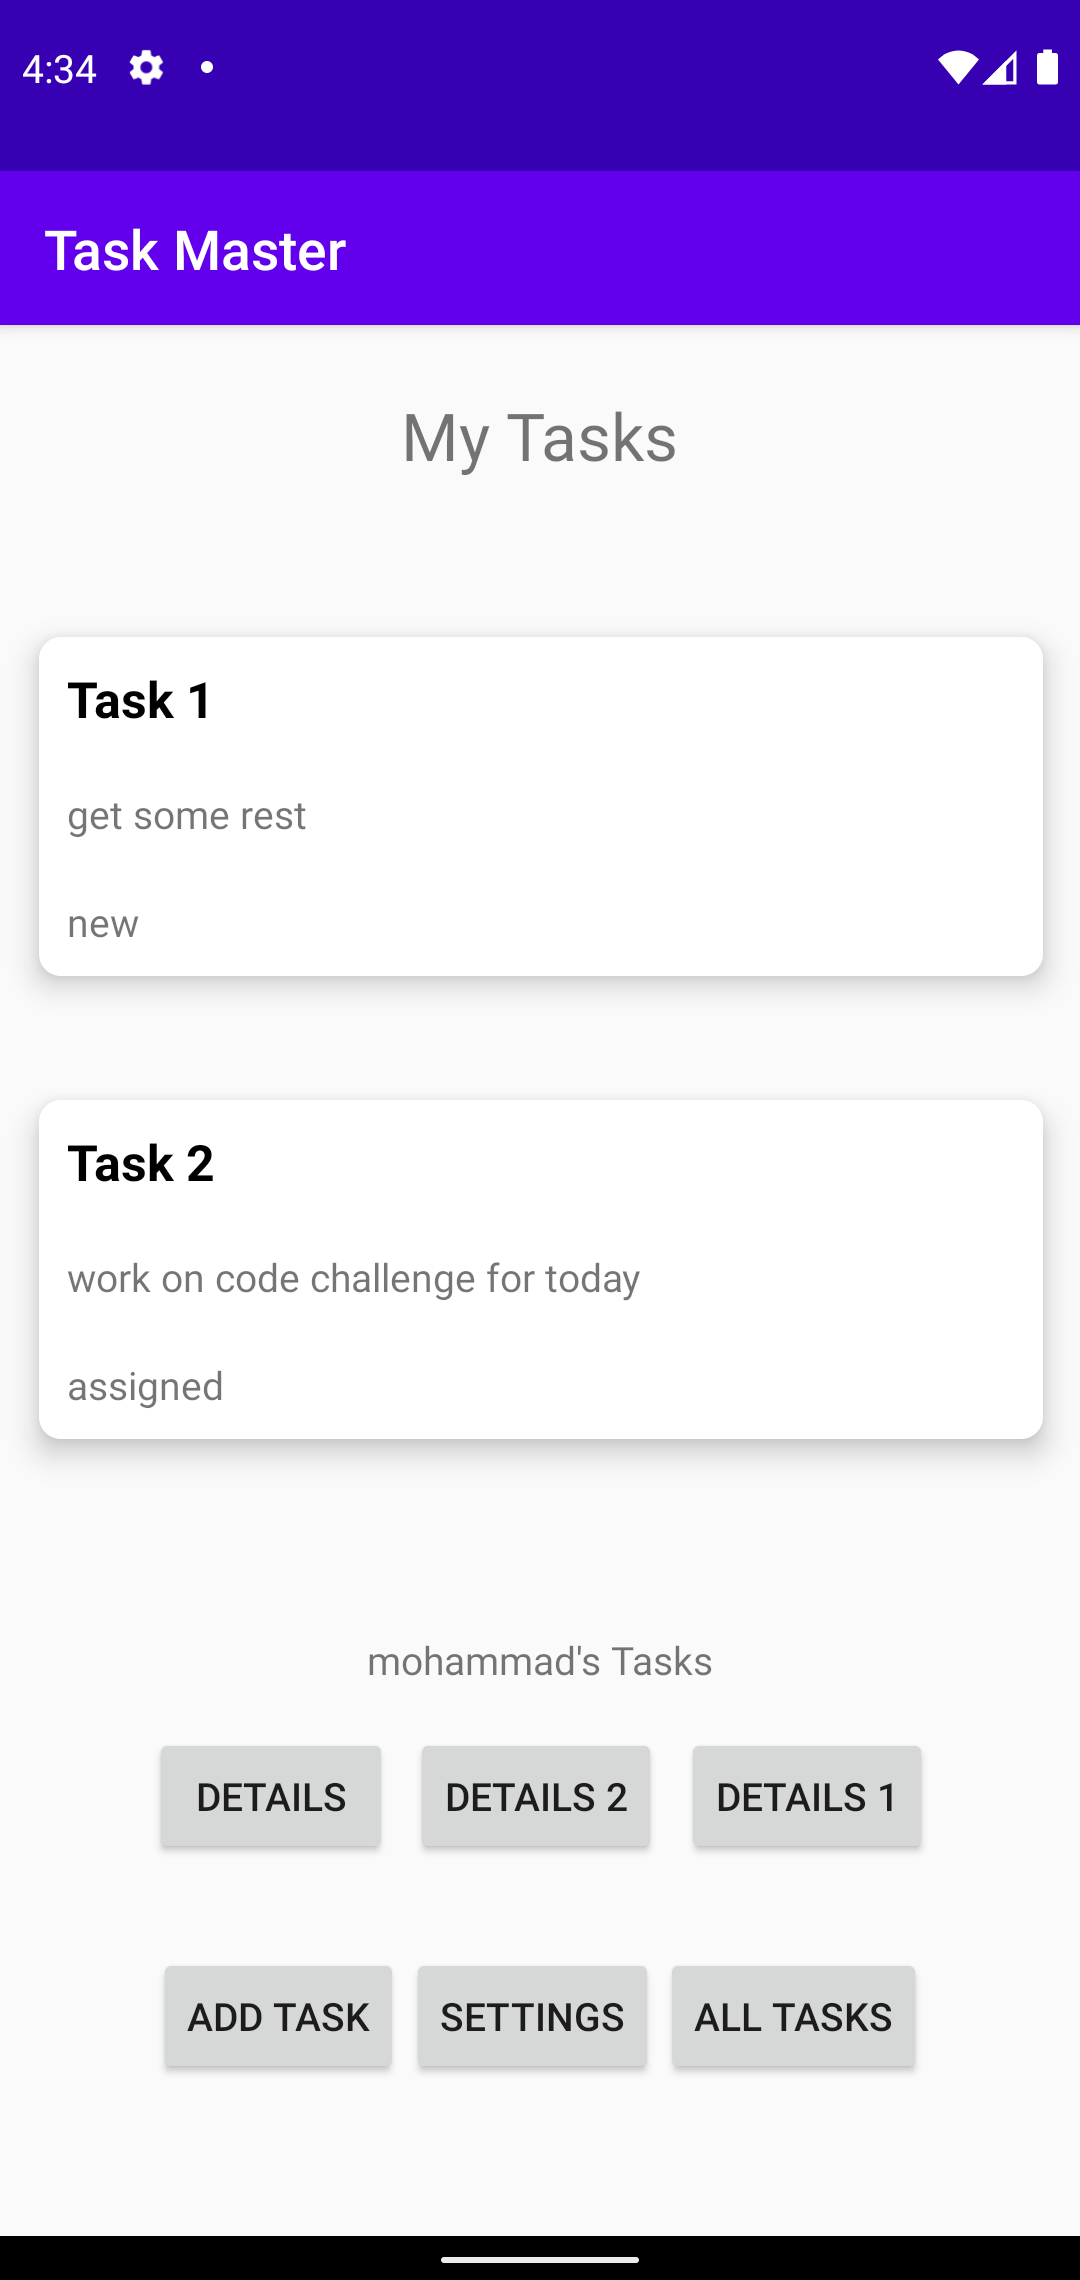 4:34
Task Master
My Tasks
Task 1
get some rest
new
Task 2
work on code challenge for today
assigned
mohammad's Tasks
DETAILS DETAILS 2 DETAILS 1
ADD TASK SETTINGS ALL TASKS